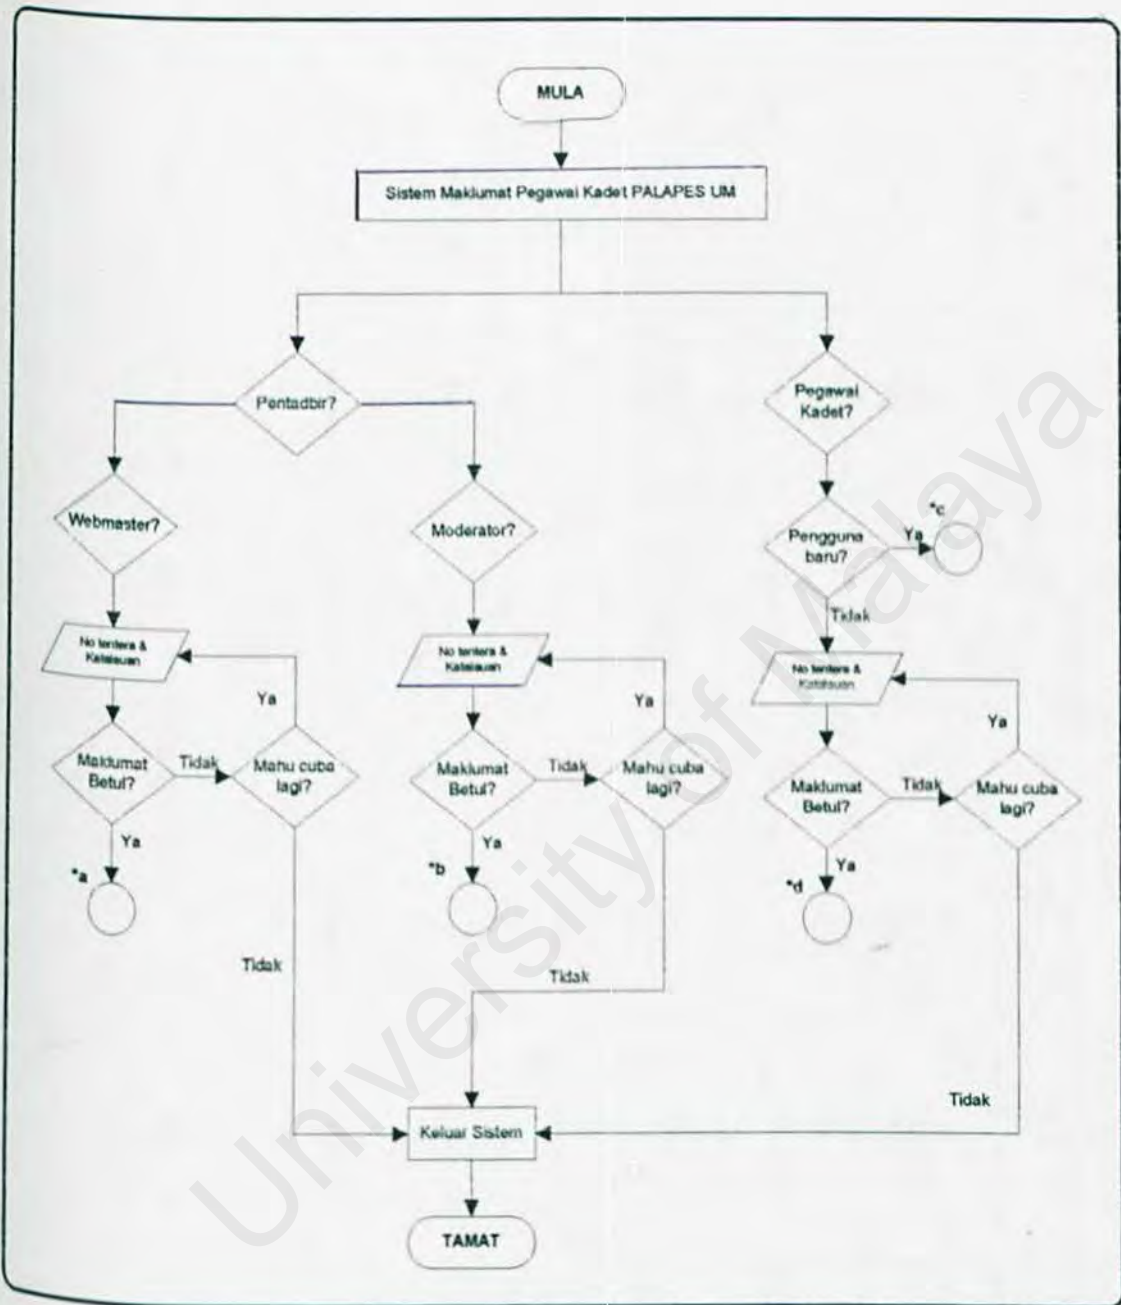 MULA
Sistem Maklumat Pegawai Kadet PALAPES UM
Pentadbir?
Pegawai
Kadet?
Webmaster?
Moderator?
Pengguna
baru?
Ya
*c
Tidak
No tentera &
Katalaluan
No tentera &
Katalaluan
No tentera &
Katalaluan
Ya
Ya
Ya
Maklumat
Betul?
Tidak
Mahu cuba
lagi?
Maklumat
Betul?
Tidak
Mahu cuba
lagi?
Maklumat
Betul?
Tidak
Mahu cuba
lagi?
Ya
*a
Ya
*b
Ya
*d
Tidak
Tidak
Tidak
Keluar Sistem
TAMAT
University of Malaya